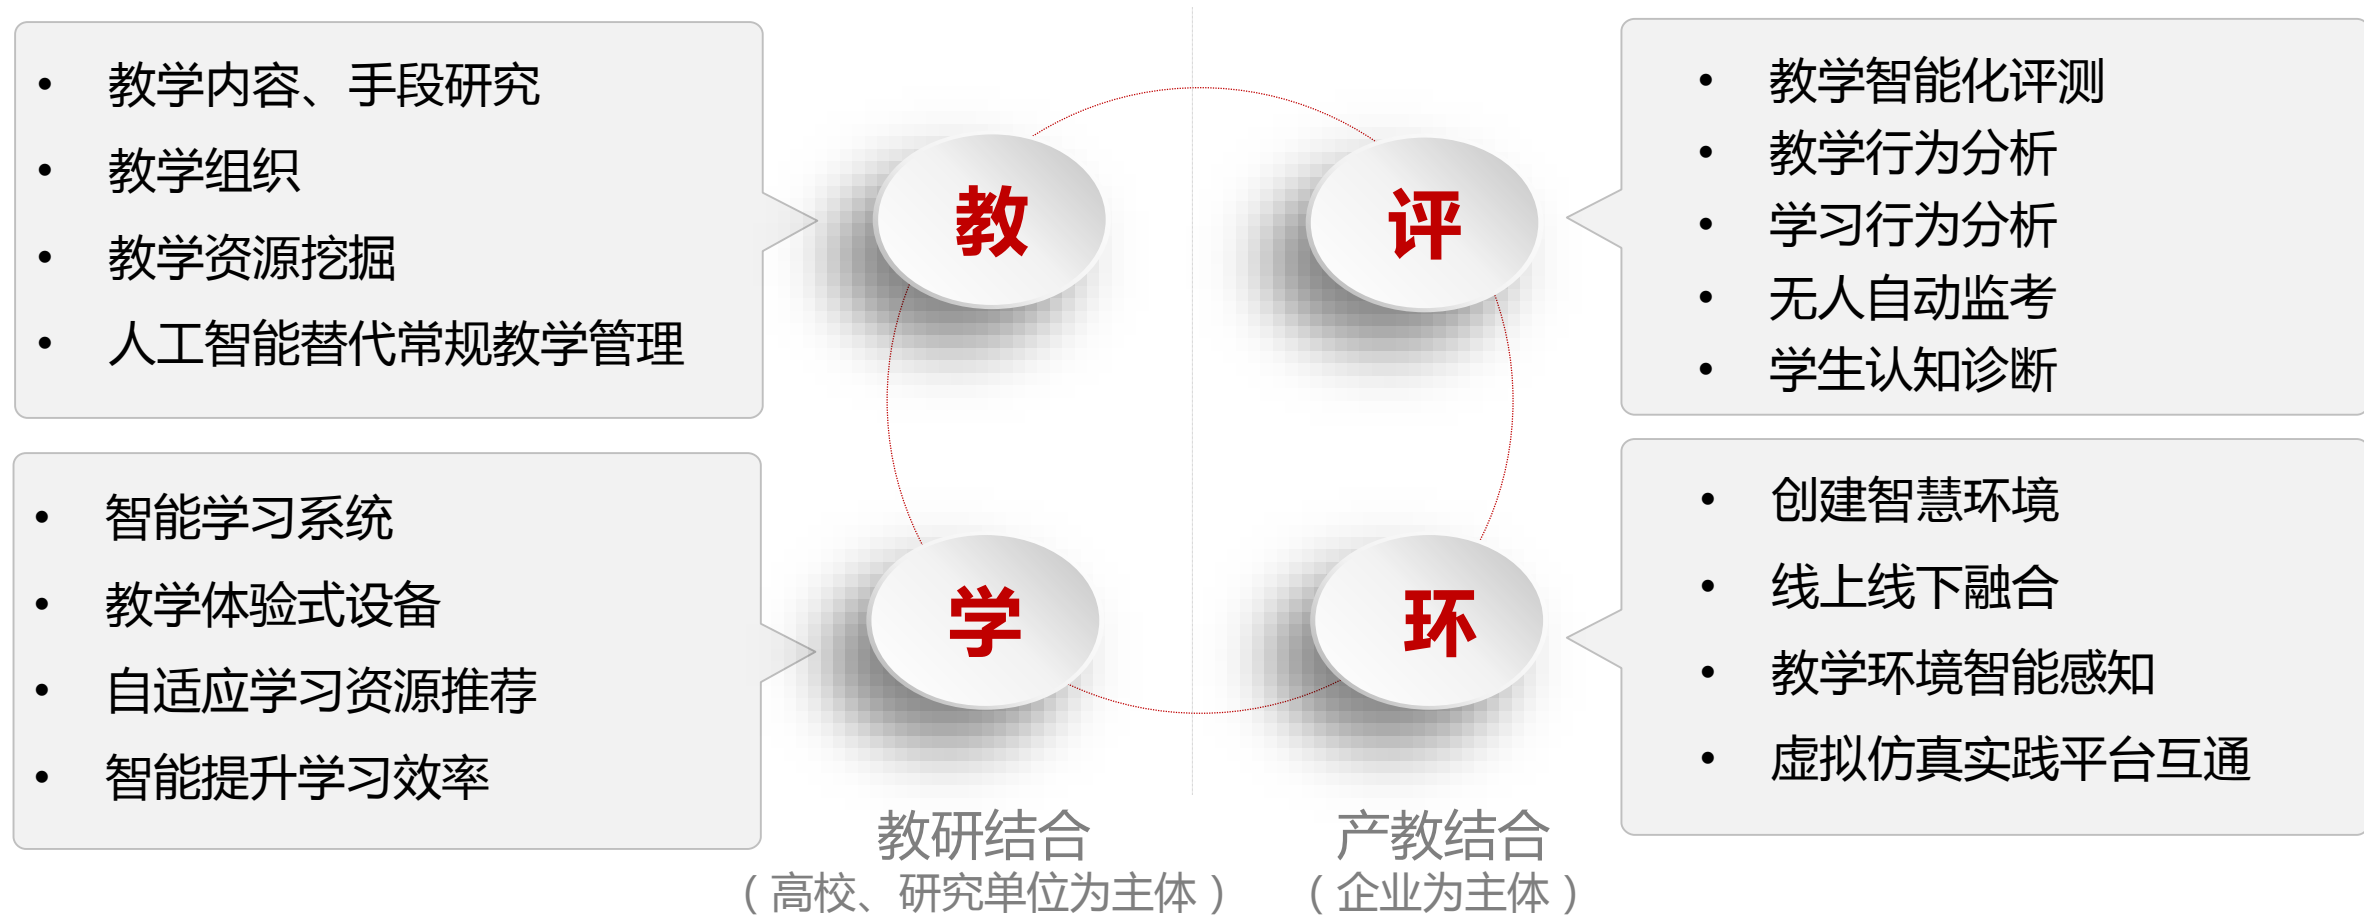 • 教学内容、手段研究
• 教学组织
• 教学资源挖掘
• 人工智能替代常规教学管理
教
评
• 教学智能化评测
• 教学行为分析
• 学习行为分析
• 无人自动监考
• 学生认知诊断
• 智能学习系统
• 教学体验式设备
• 自适应学习资源推荐
• 智能提升学习效率
学
环
• 创建智慧环境
• 线上线下融合
• 教学环境智能感知
• 虚拟仿真实践平台互通
教研结合
（高校、研究单位为主体）
产教结合
（企业为主体）